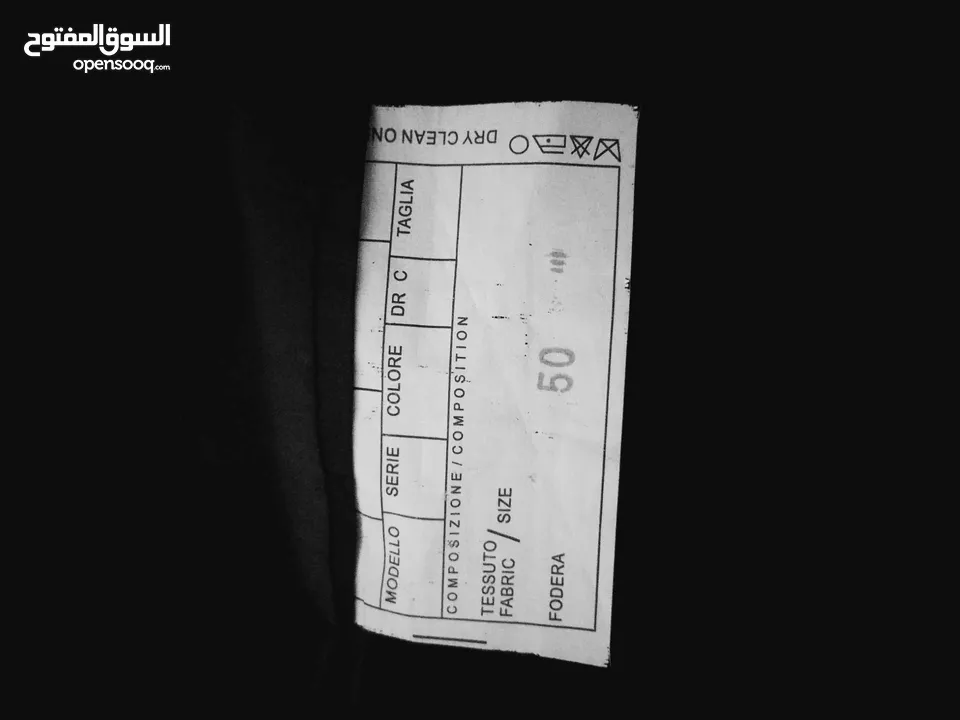 السوق المفتوح
opensooq.com
DRY CLEAN ON
MODELLO SERIE COLORE DR C TAGLIA
COMPOSIZIONE/COMPOSITION
TESSUTO/ SIZE
FABRIC
50
FODERA